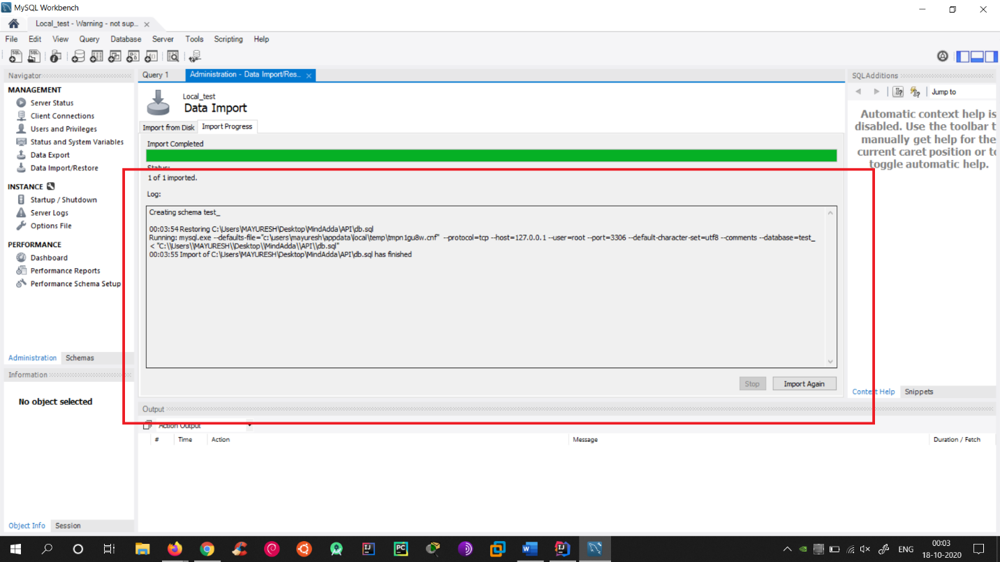 MySQL Workbench
Local_test - Warning - not sup...
File Edit View Query Database Server Tools Scripting Help
Navigator
MANAGEMENT
Server Status
Client Connections
Users and Privileges
Status and System Variables
Data Export
Data Import/Restore
INSTANCE
Startup / Shutdown
Server Logs
Options File
PERFORMANCE
Dashboard
Performance Reports
Performance Schema Setup
Administration Schemas
Information
No object selected
Object Info Session
Query 1 Administration - Data Import/Res...
Local_test
Data Import
Import from Disk Import Progress
Import Completed
Status:
1 of 1 imported.
Log:
Creating schema test_
00:03:54 Restoring C:\Users\MAYURESH\Desktop\MindAdda\API\db.sql
Running: mysql.exe --defaults-file="c:\users\mayuresh\appdata\local\temp\tmpn1gu8w.cnf" --protocol=tcp --host=127.0.0.1 --user=root --port=3306 --default-character-set=utf8 --comments --database=test_
< "C:\\Users\\MAYURESH\\Desktop\\MindAdda\\API\\db.sql"
00:03:55 Import of C:\Users\MAYURESH\Desktop\MindAdda\API\db.sql has finished
Stop Import Again
Output
Action Output
# Time Action Message Duration / Fetch
SQLAdditions
Jump to
Automatic context help is
disabled. Use the toolbar t
manually get help for the
current caret position or to
toggle automatic help.
Context Help Snippets
ENG
00:03
18-10-2020